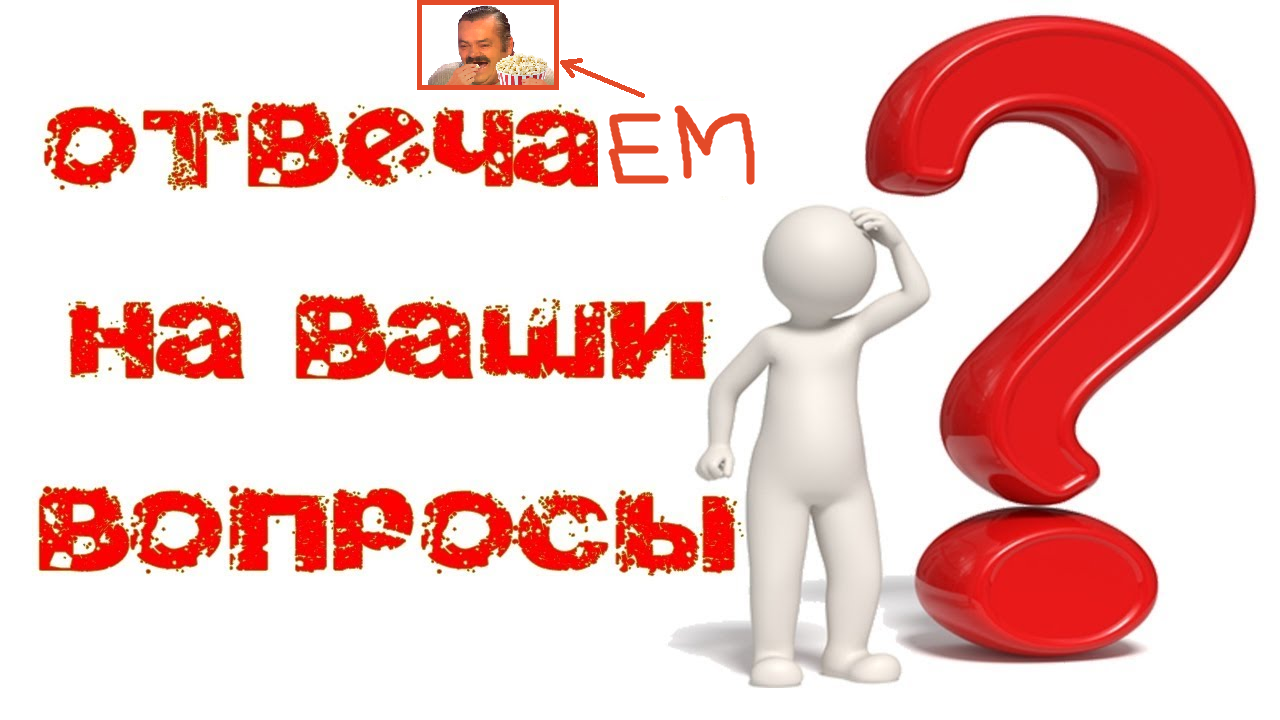 отвечаЕМ
на ваши
вопросы